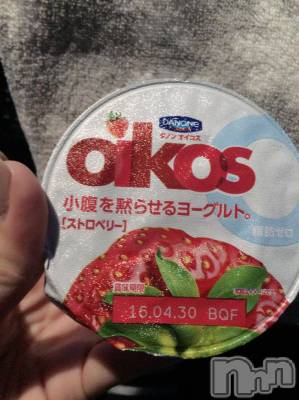 DANONE
ダノン オイコス
oikos
小腹を黙らせるヨーグルト。
[ストロベリー]
脂肪ゼロ
賞味期限
16.04.30 BQF
nnn